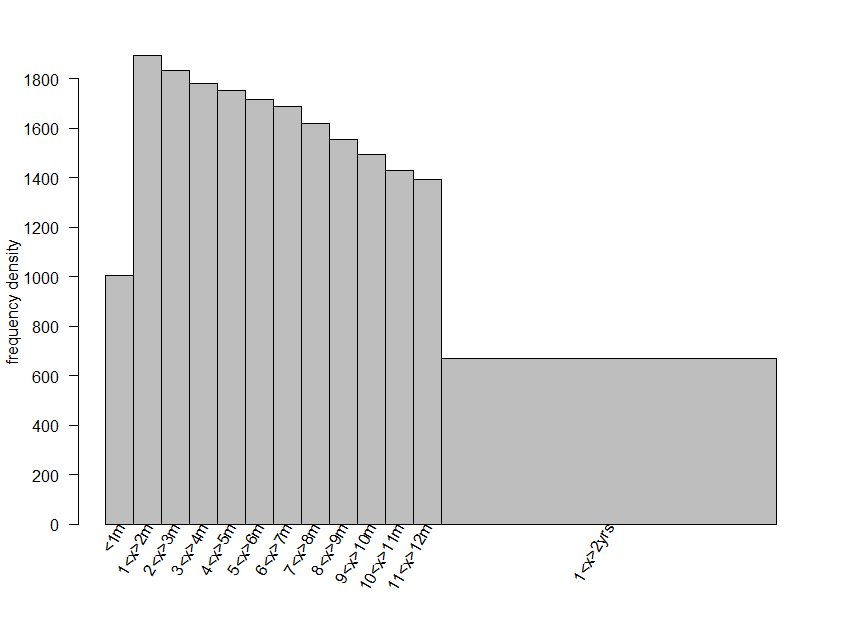 frequency density
1800
1600
1400
1200
1000
800
600
400
200
0
<1m
1<x>2m
2<x>3m
3<x>4m
4<x>5m
5<x>6m
6<x>7m
7<x>8m
8<x>9m
9<x>10m
10<x>11m
11<x>12m
1<x>2yrs